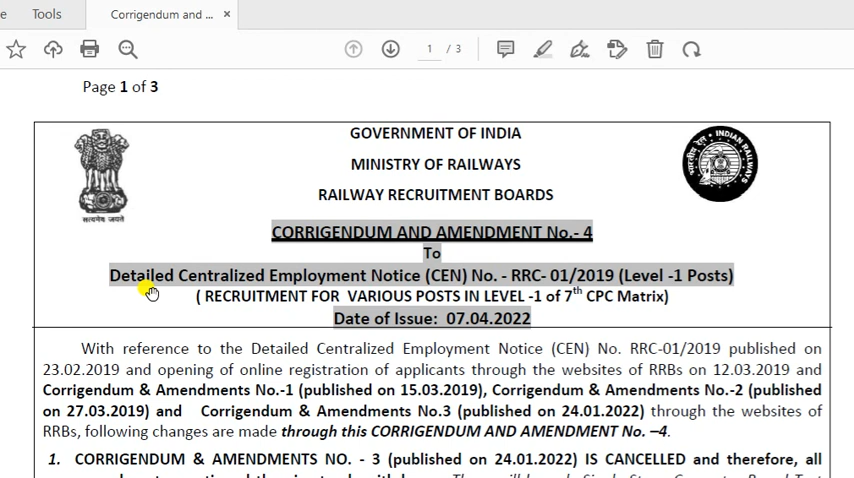 Tools
Corrigendum and ... ×
1 / 3
Page 1 of 3
GOVERNMENT OF INDIA
MINISTRY OF RAILWAYS
RAILWAY RECRUITMENT BOARDS
सत्यमेव जयते
INDIAN RAILWAYS
भारतीय रेल
CORRIGENDUM AND AMENDMENT No.- 4
To
Detailed Centralized Employment Notice (CEN) No. - RRC- 01/2019 (Level -1 Posts)
( RECRUITMENT FOR VARIOUS POSTS IN LEVEL -1 of 7th CPC Matrix)
Date of Issue: 07.04.2022
With reference to the Detailed Centralized Employment Notice (CEN) No. RRC-01/2019 published on
23.02.2019 and opening of online registration of applicants through the websites of RRBs on 12.03.2019 and
Corrigendum & Amendments No.-1 (published on 15.03.2019), Corrigendum & Amendments No.-2 (published
on 27.03.2019) and Corrigendum & Amendments No.3 (published on 24.01.2022) through the websites of
RRBs, following changes are made through this CORRIGENDUM AND AMENDMENT No. –4.
1. CORRIGENDUM & AMENDMENTS NO. - 3 (published on 24.01.2022) IS CANCELLED and therefore, all